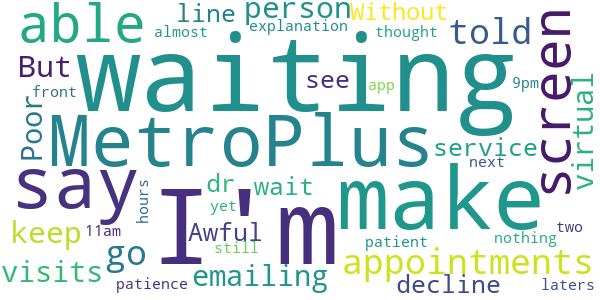 able
line
person
Without
almost
explanation
thought
told
But
waiting
see
app
9pm
screen
front
Poor
MetroPlus
service
virtual
next
say
I'm
make
dr
wait
hours
yet
keep
11am
go
Awful
still
patient
nothing
two
visits
emailing
appointments
patience
decline
laters